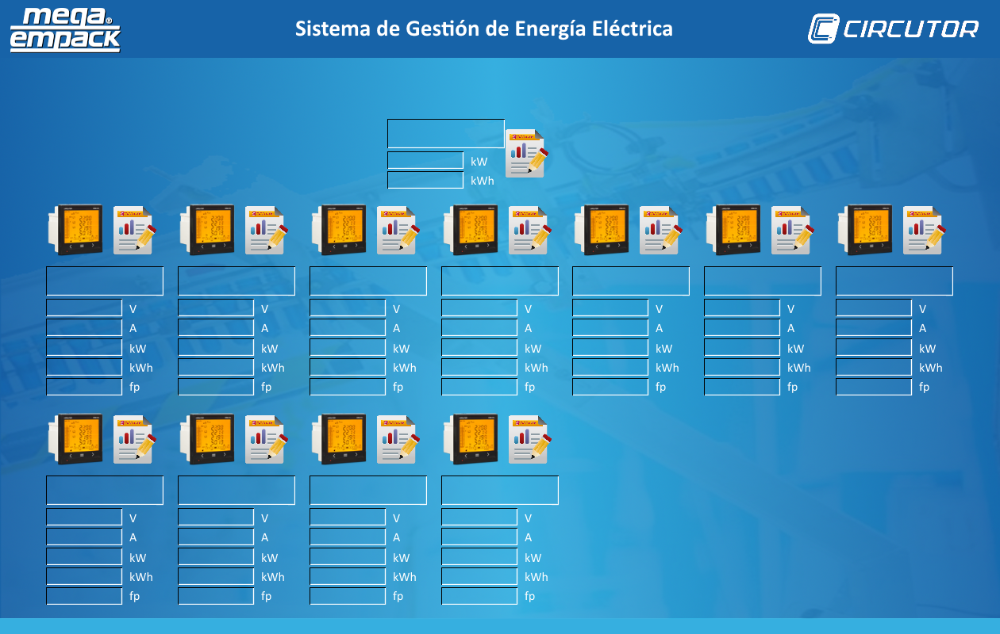 mega
empack®
Sistema de Gestión de Energía Eléctrica
CIRCUTOR
kW
kWh
V V V V V V V
A A A A A A A
kW kW kW kW kW kW kW
kWh kWh kWh kWh kWh kWh kWh
fp fp fp fp fp fp fp
V V V V
A A A A
kW kW kW kW
kWh kWh kWh kWh
fp fp fp fp